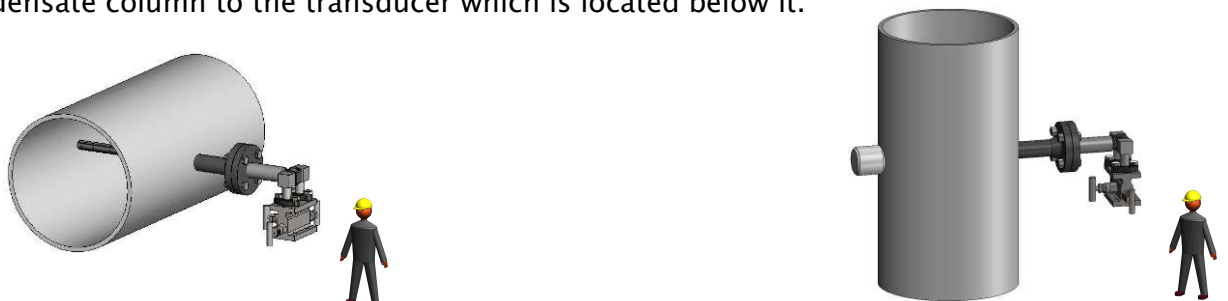 column to the transducer which is located below it.